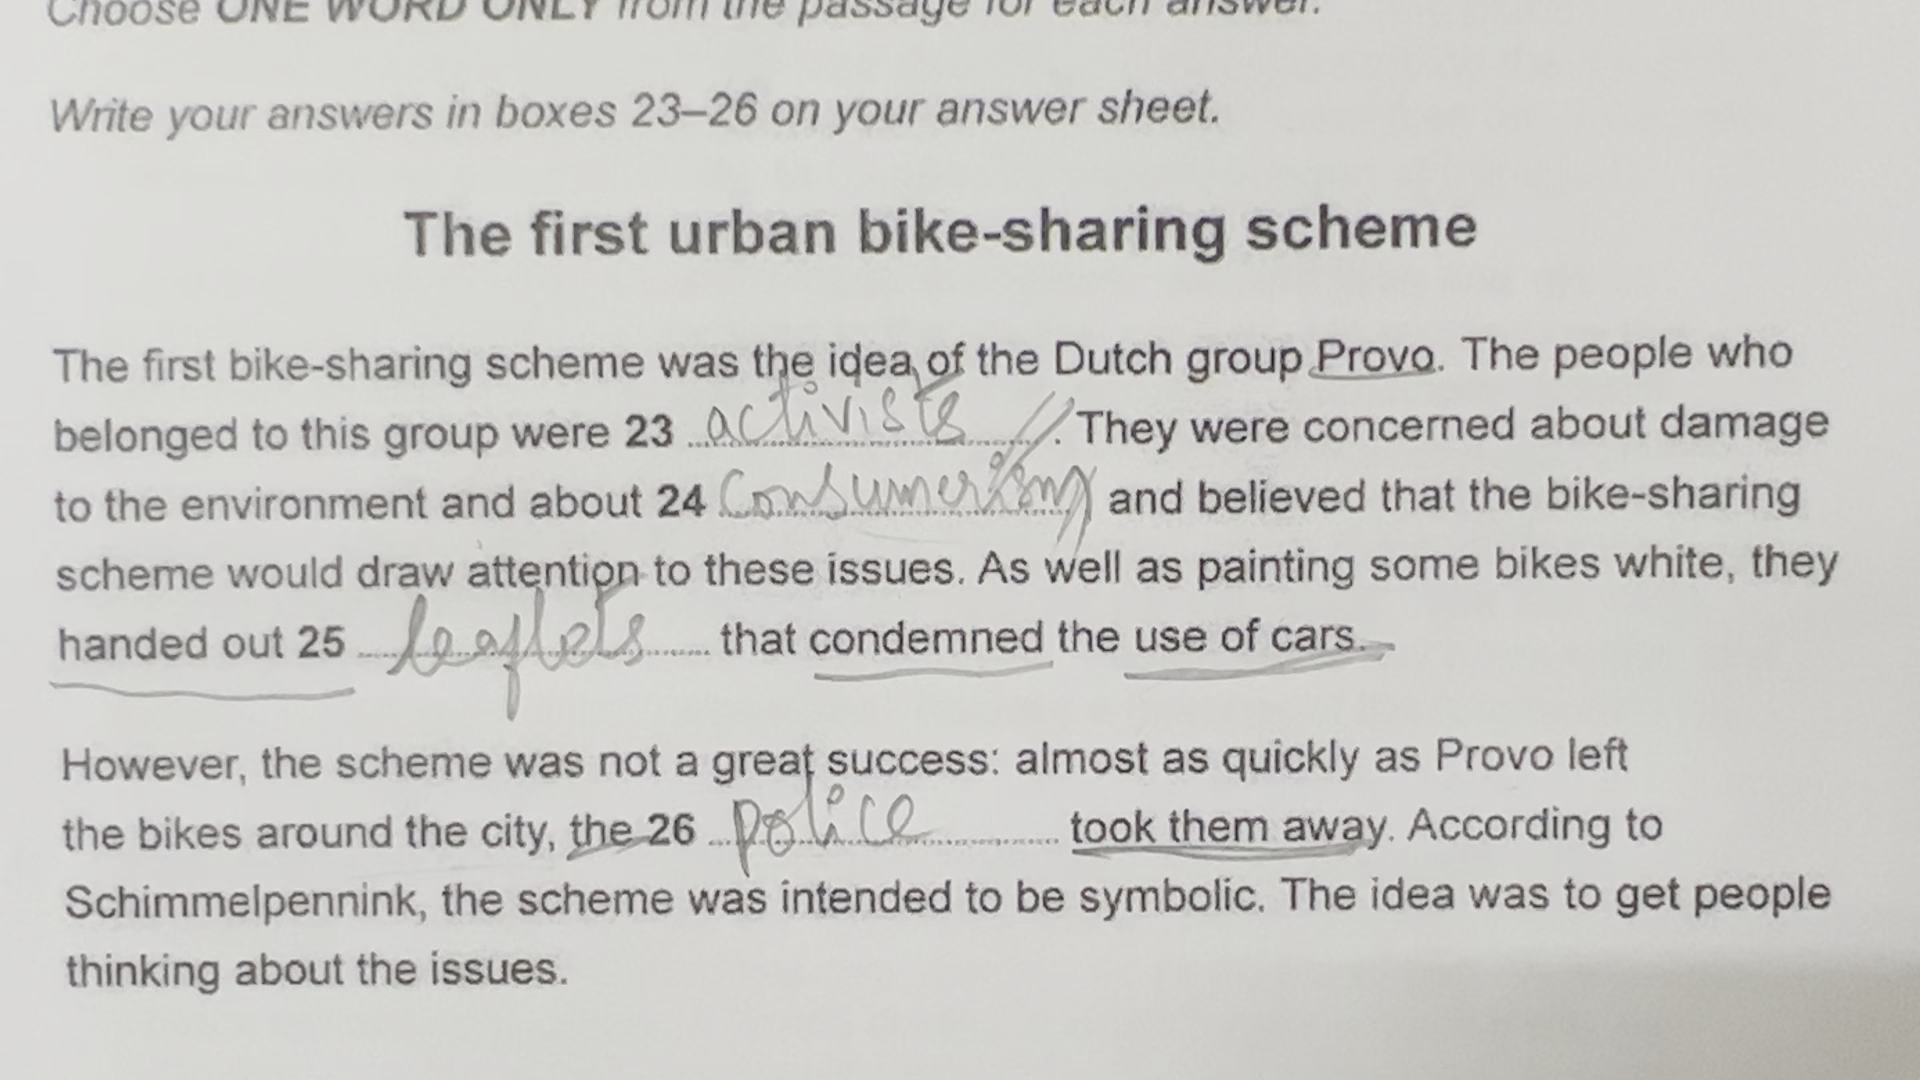 Choose ONE WORD ONLY from the passage for each answer.
Write your answers in boxes 23–26 on your answer sheet.
The first urban bike-sharing scheme
The first bike-sharing scheme was the idea of the Dutch group Provo. The people who
belonged to this group were 23 activists. They were concerned about damage
to the environment and about 24 Consumerism and believed that the bike-sharing
scheme would draw attention to these issues. As well as painting some bikes white, they
handed out 25 leaflets that condemned the use of cars.
However, the scheme was not a great success: almost as quickly as Provo left
the bikes around the city, the 26 police took them away. According to
Schimmelpennink, the scheme was intended to be symbolic. The idea was to get people
thinking about the issues.